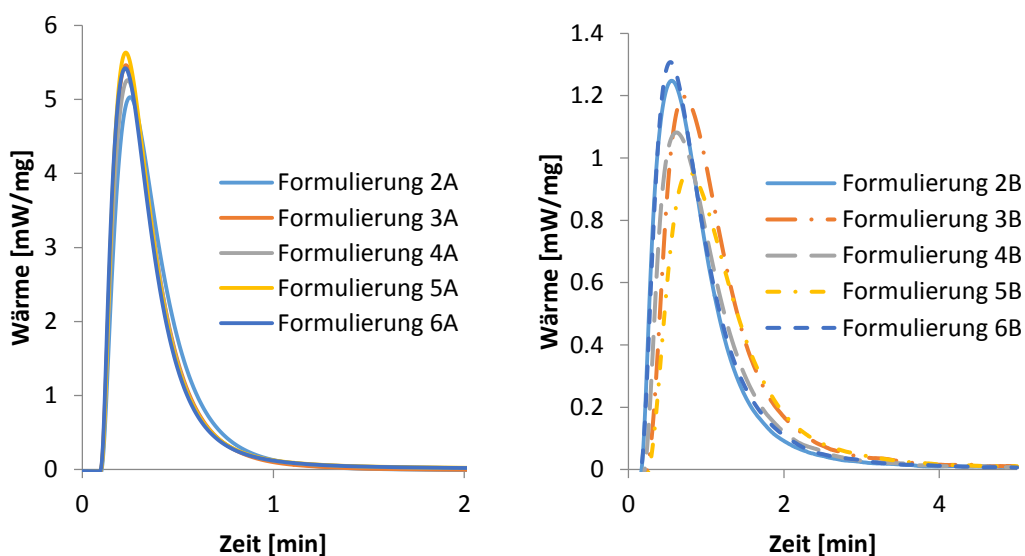 6
5
4
3
2
1
0
0
1
2
Wärme [mW/mg]
Zeit [min]
Formulierung 2A
Formulierung 3A
Formulierung 4A
Formulierung 5A
Formulierung 6A
1.4
1.2
1
0.8
0.6
0.4
0.2
0
0
2
4
Wärme [mW/mg]
Zeit [min]
Formulierung 2B
Formulierung 3B
Formulierung 4B
Formulierung 5B
Formulierung 6B